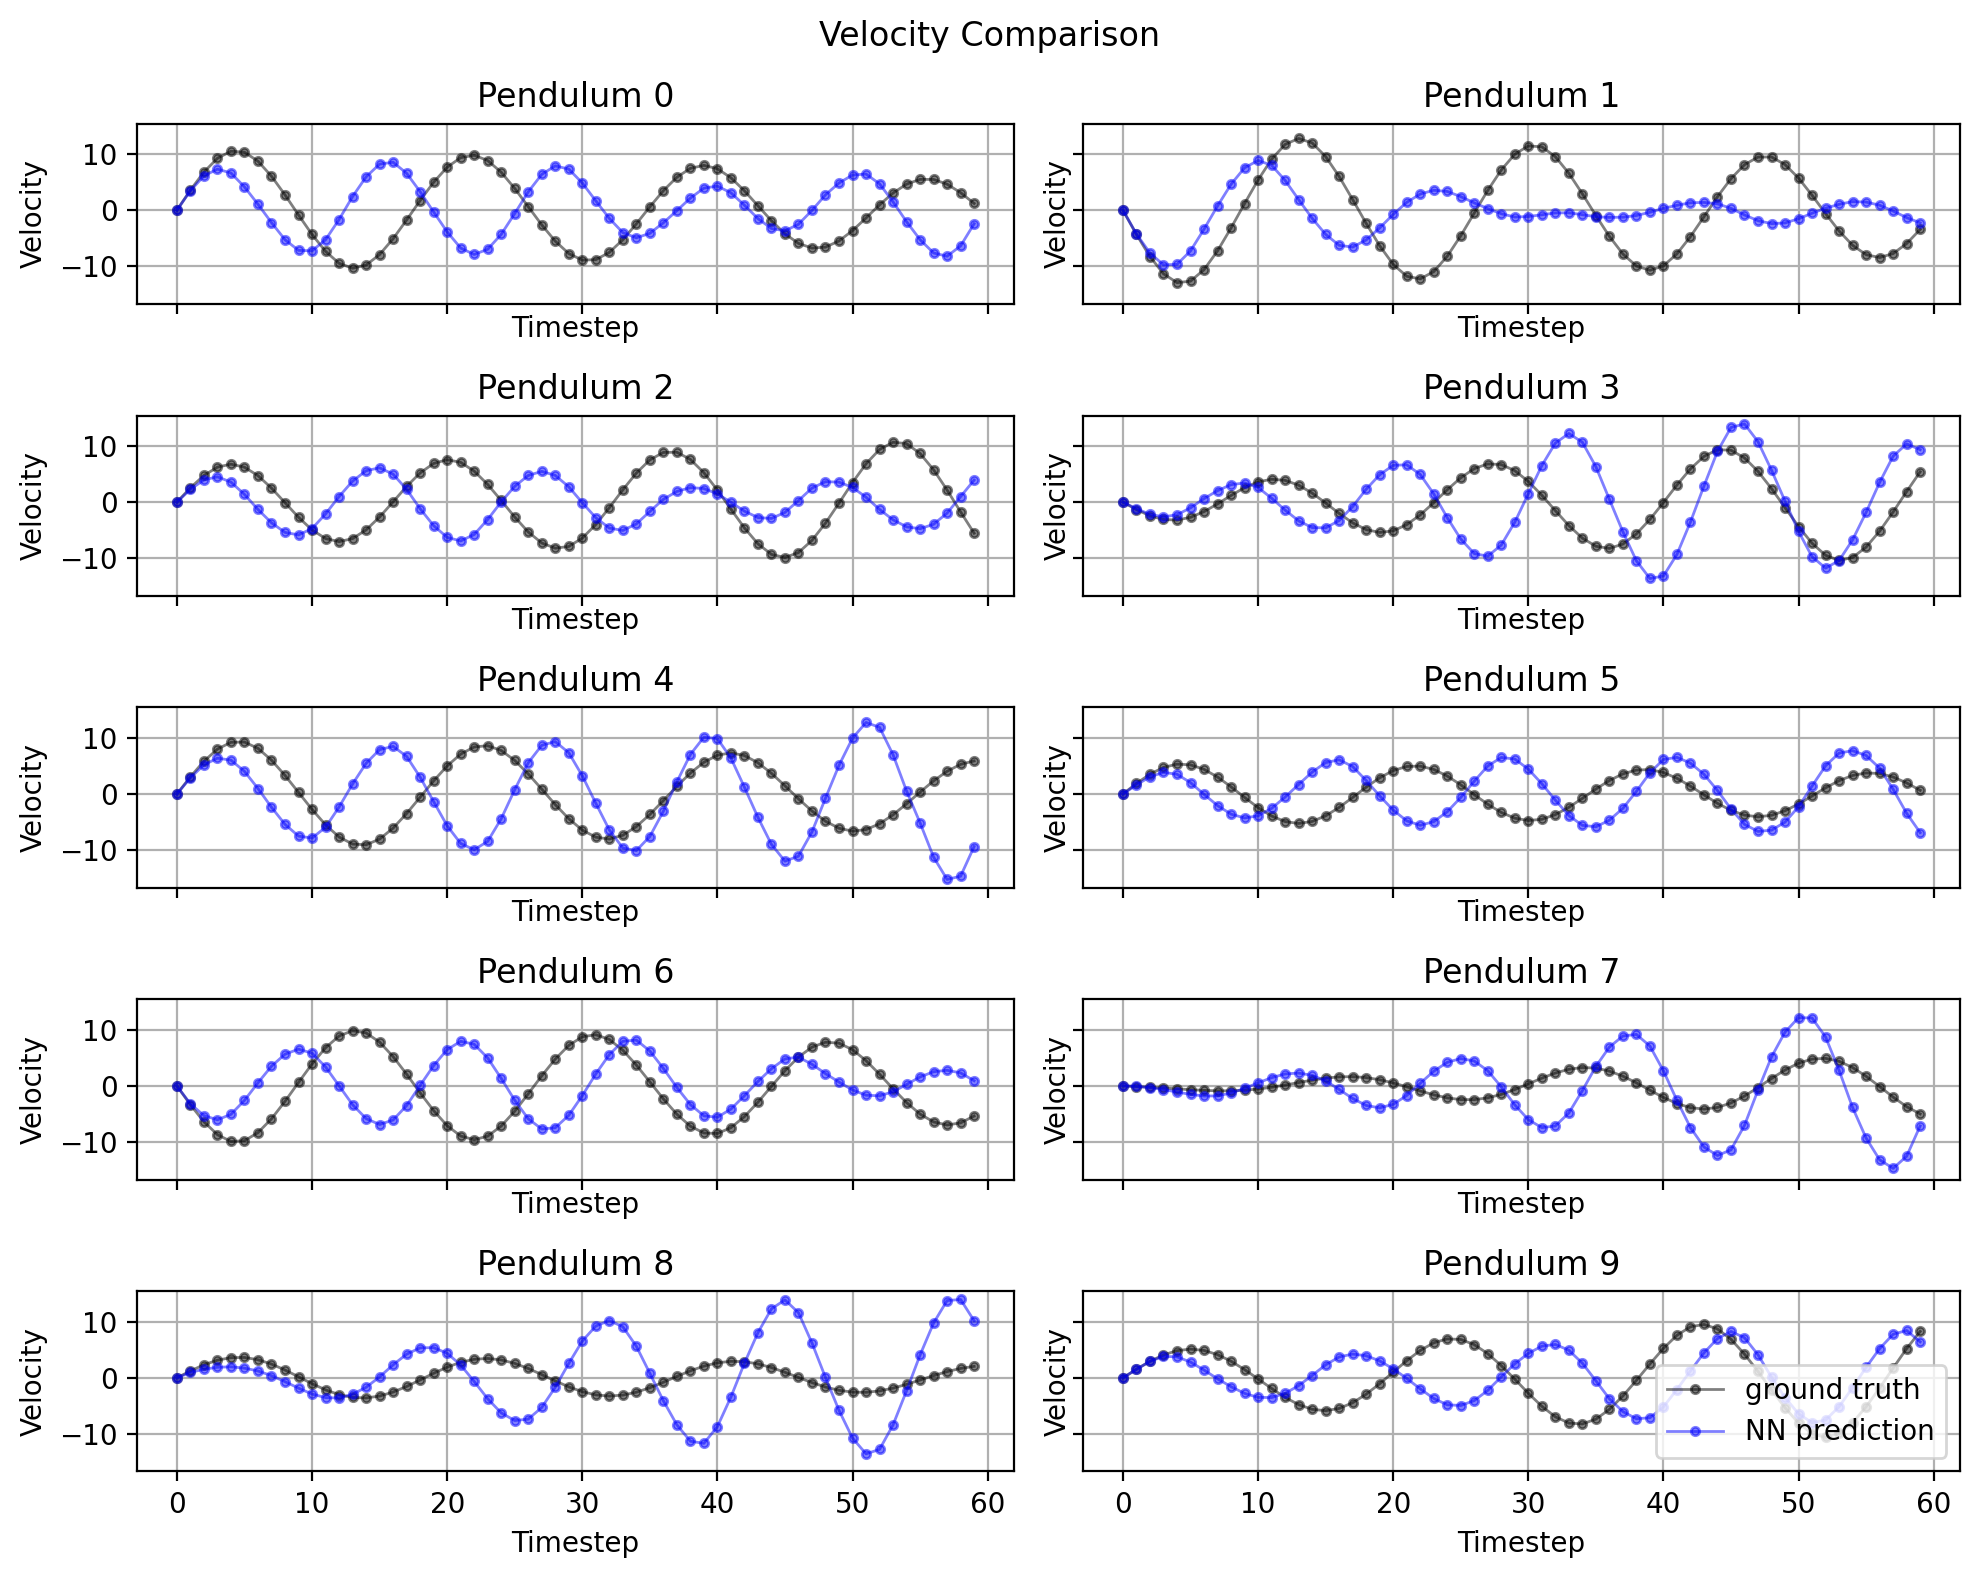 Velocity Comparison
Pendulum 0
Pendulum 1
10
0
−10
Velocity
Velocity
Timestep
Timestep
Pendulum 2
Pendulum 3
10
0
−10
Velocity
Velocity
Timestep
Timestep
Pendulum 4
Pendulum 5
10
0
−10
Velocity
Velocity
Timestep
Timestep
Pendulum 6
Pendulum 7
10
0
−10
Velocity
Velocity
Timestep
Timestep
Pendulum 8
Pendulum 9
10
0
−10
Velocity
Velocity
ground truth
NN prediction
0 10 20 30 40 50 60
0 10 20 30 40 50 60
Timestep
Timestep